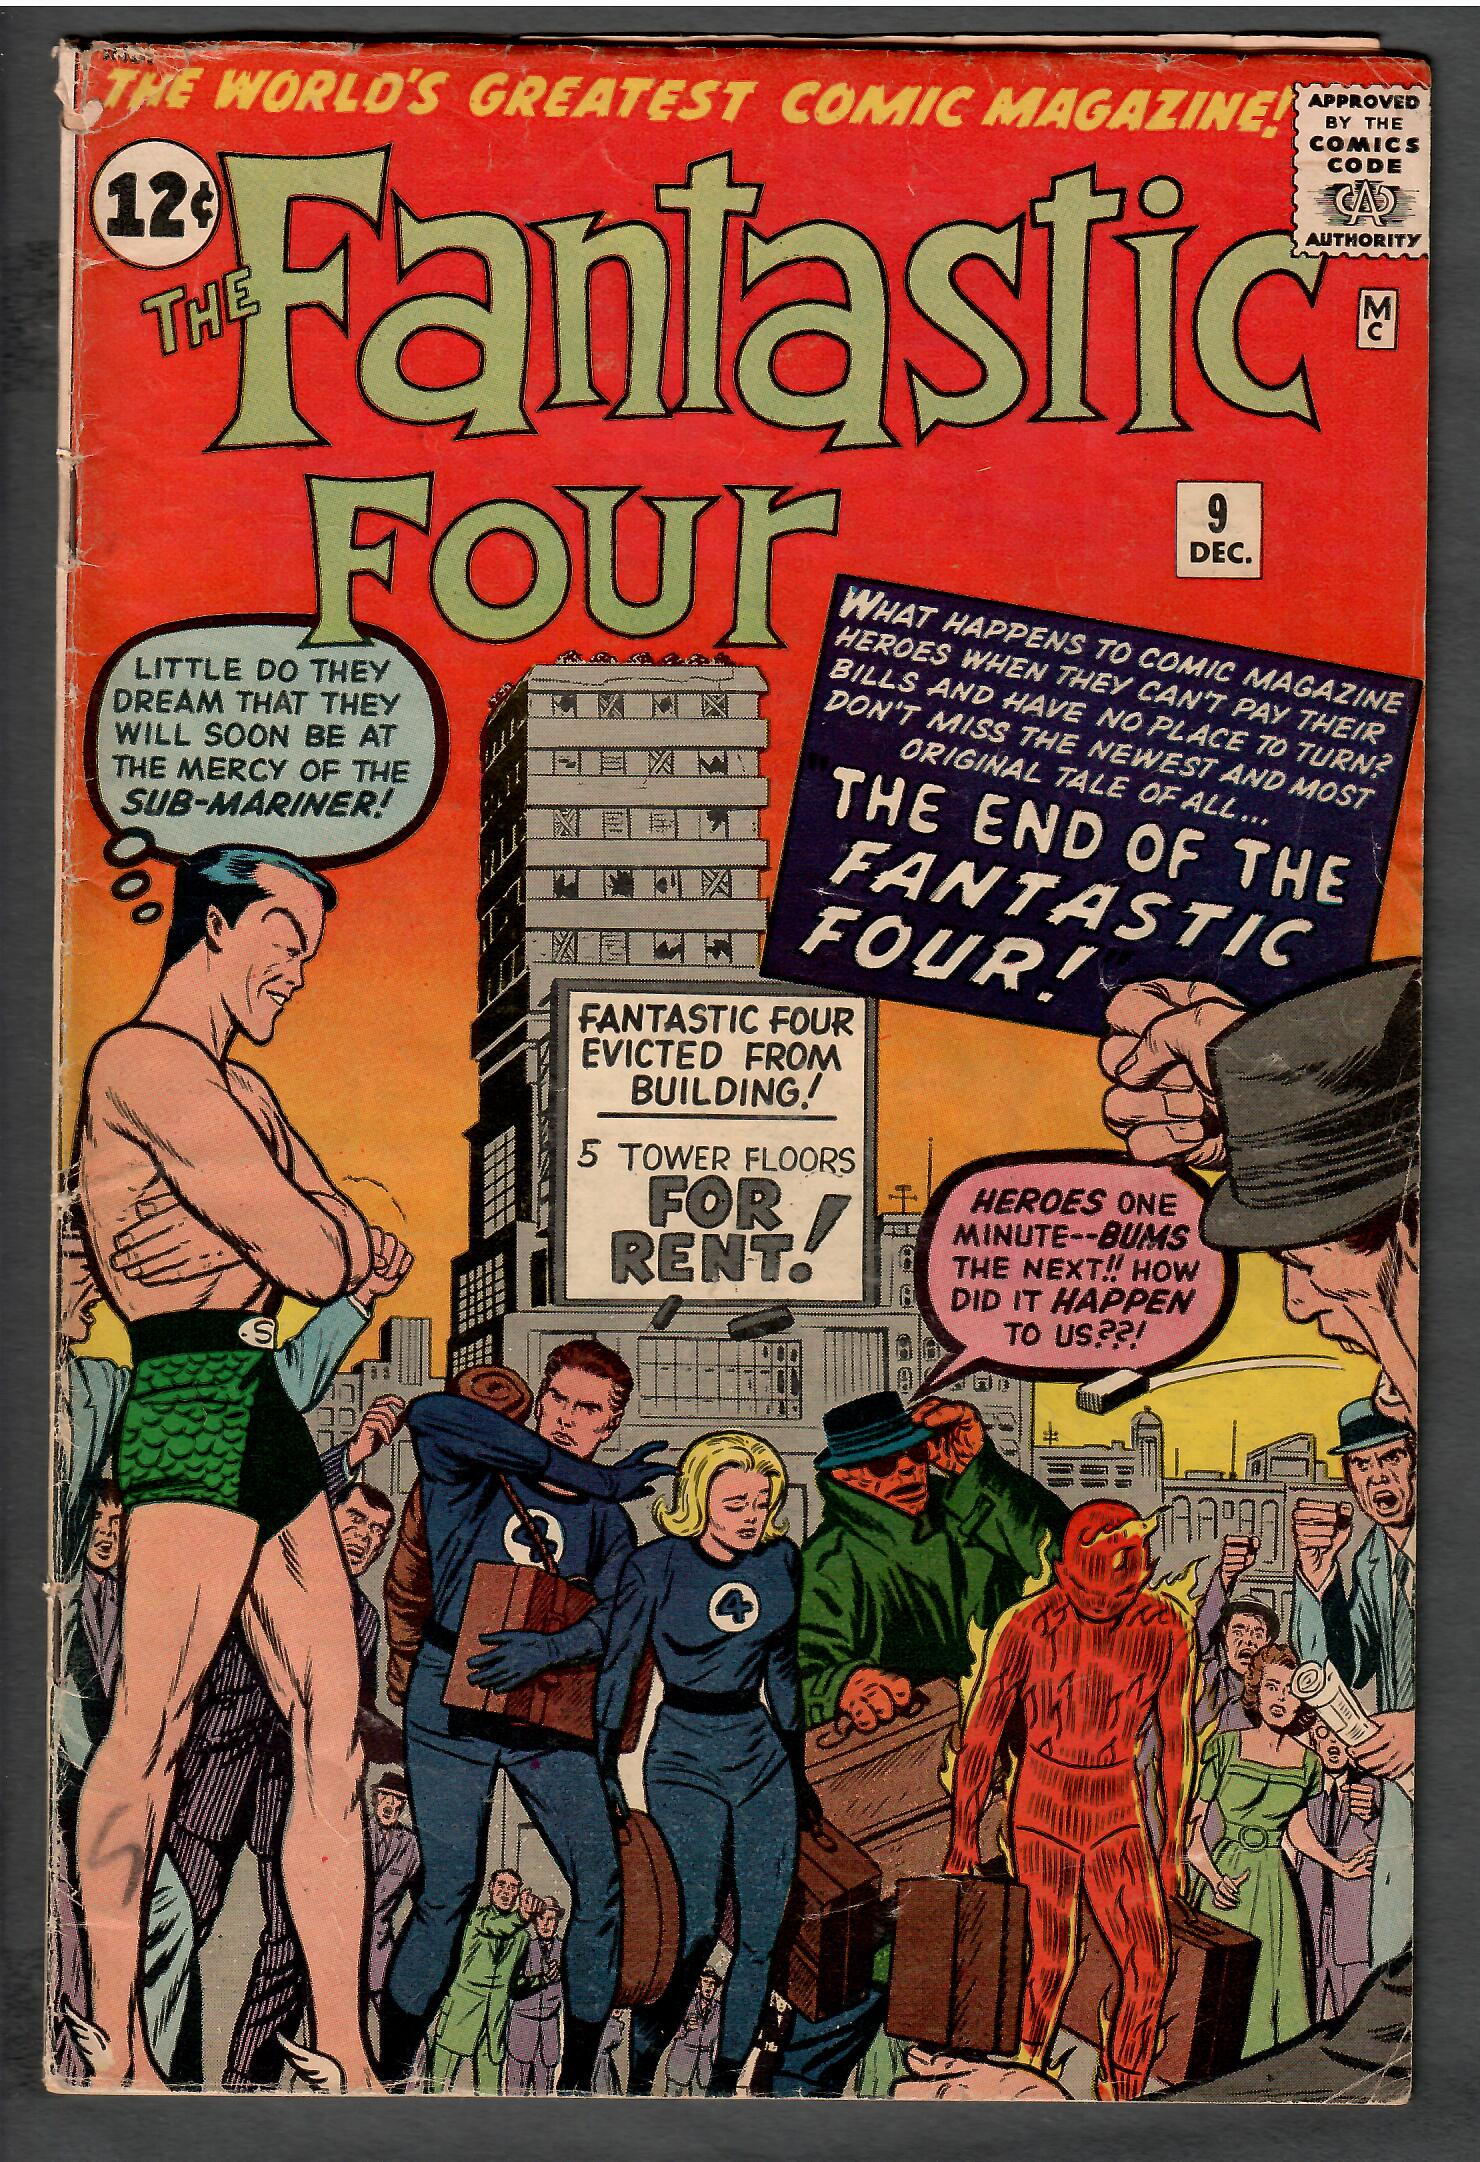 THE WORLD'S GREATEST COMIC MAGAZINE!
APPROVED
BY THE
COMICS
CODE
CA
AUTHORITY
12¢
THE Fantastic
Four
M
C
9
DEC.
WHAT HAPPENS TO COMIC MAGAZINE
HEROES WHEN THEY CAN'T PAY THEIR
BILLS AND HAVE NO PLACE TO TURN?
DON'T MISS THE NEWEST AND MOST
ORIGINAL TALE OF ALL...
"THE END OF THE
FANTASTIC
FOUR!"
LITTLE DO THEY
DREAM THAT THEY
WILL SOON BE AT
THE MERCY OF THE
SUB-MARINER!
FANTASTIC FOUR
EVICTED FROM
BUILDING!
5 TOWER FLOORS
FOR
RENT!
HEROES ONE
MINUTE--BUMS
THE NEXT!! HOW
DID IT HAPPEN
TO US??!
S
4
4